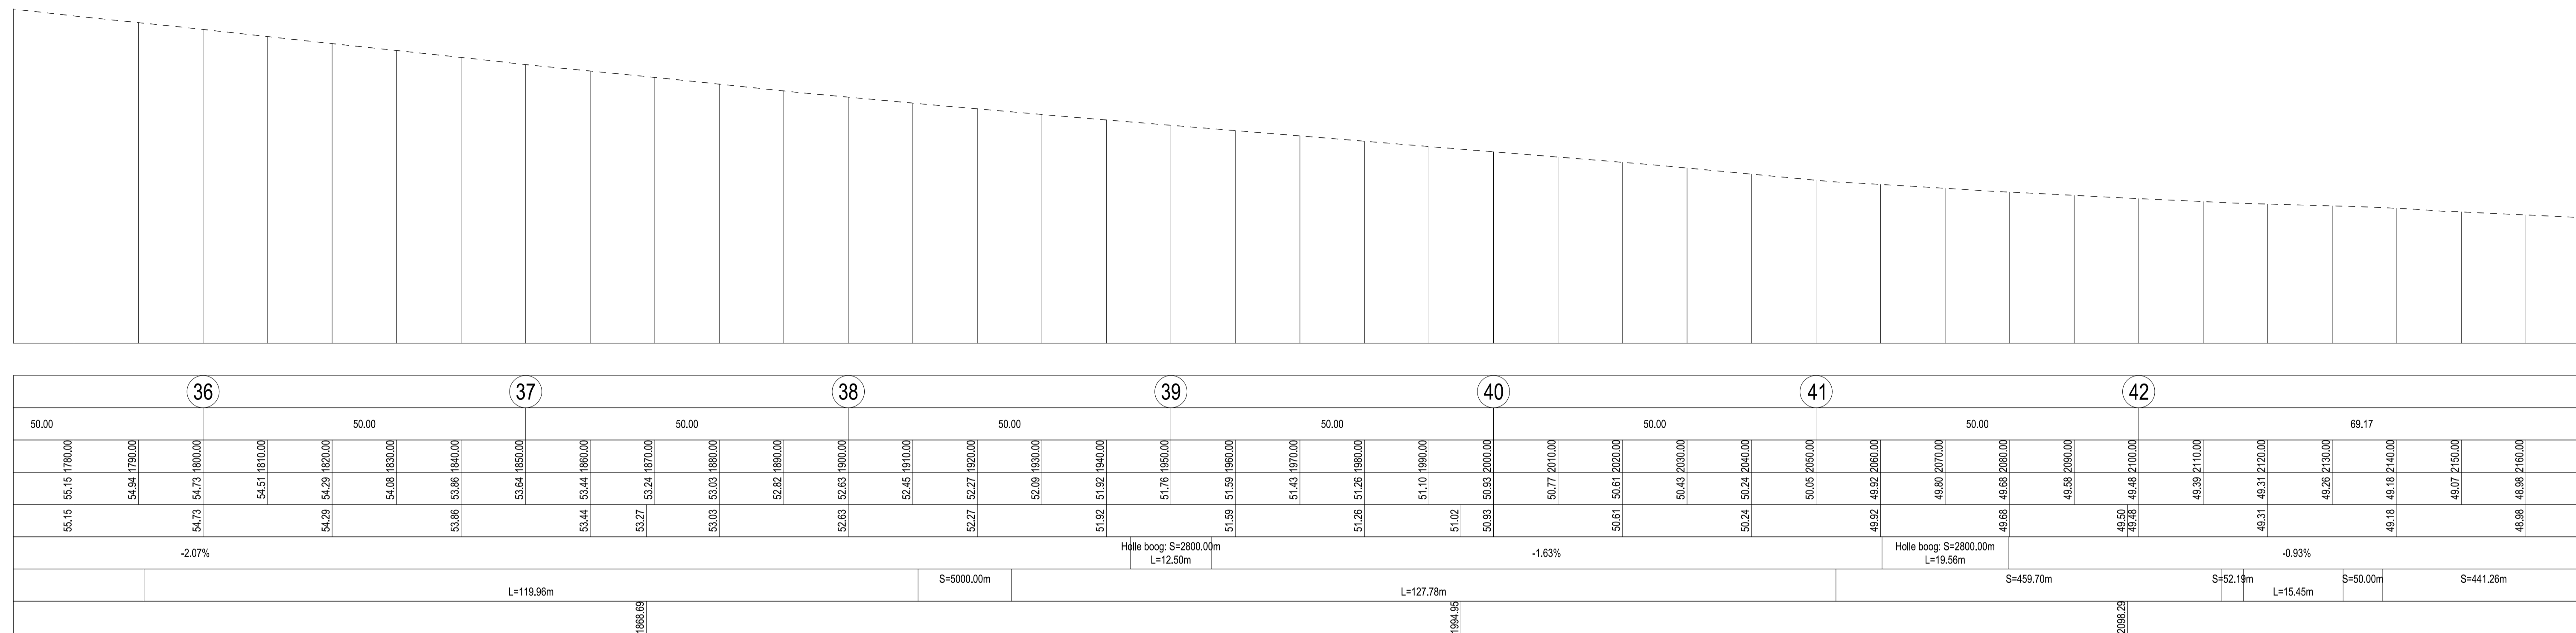 36 37 38 39 40 41 42
50.00 50.00 50.00 50.00 50.00 50.00 50.00 69.17
1780.00 1790.00 1800.00 1810.00 1820.00 1830.00 1840.00 1850.00 1860.00 1870.00 1880.00 1890.00 1900.00 1910.00 1920.00 1930.00 1940.00 1950.00 1960.00 1970.00 1980.00 1990.00 2000.00 2010.00 2020.00 2030.00 2040.00 2050.00 2060.00 2070.00 2080.00 2090.00 2100.00 2110.00 2120.00 2130.00 2140.00 2150.00 2160.00
55.15 54.94 54.73 54.51 54.29 54.08 53.86 53.64 53.44 53.24 53.03 52.82 52.63 52.45 52.27 52.09 51.92 51.76 51.59 51.43 51.26 51.10 50.93 50.77 50.61 50.43 50.24 50.05 49.92 49.80 49.68 49.58 49.48 49.39 49.31 49.26 49.18 49.07 48.98
55.15 54.73 54.29 53.86 53.44 53.27 53.03 52.63 52.27 51.92 51.59 51.26 51.02 50.93 50.61 50.24 49.92 49.68 49.50 49.48 49.31 49.18 48.98
-2.07% Holle boog: S=2800.00m -1.63% Holle boog: S=2800.00m -0.93%
L=12.50m L=19.56m
S=5000.00m S=459.70m S=52.19m S=50.00m S=441.26m
L=119.96m L=127.78m L=15.45m
1868.69 1994.95 2098.29